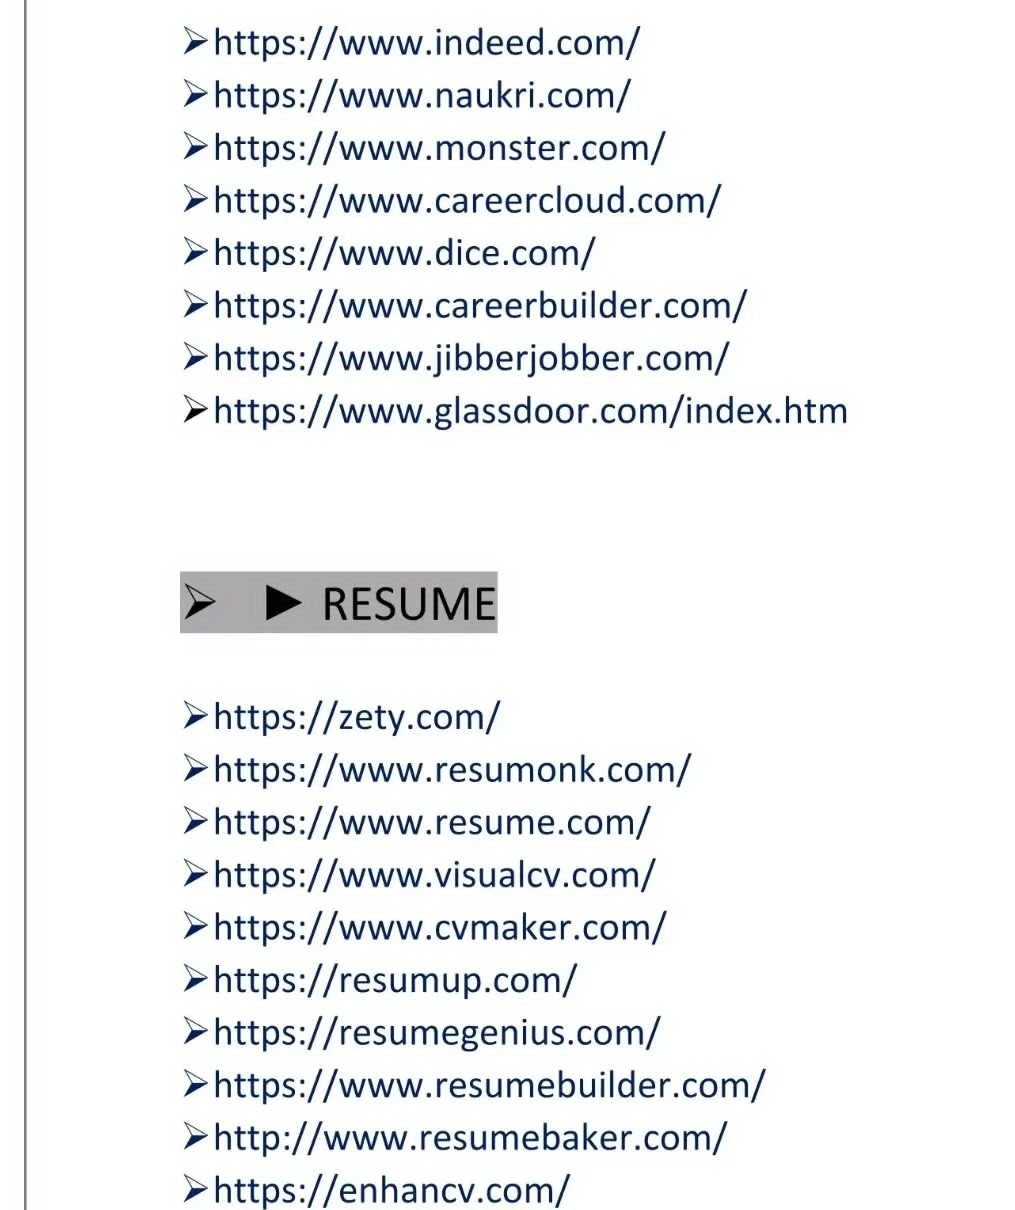 ➢https://www.indeed.com/
➢https://www.naukri.com/
➢https://www.monster.com/
➢https://www.careercloud.com/
➢https://www.dice.com/
➢https://www.careerbuilder.com/
➢https://www.jibberjobber.com/
➢https://www.glassdoor.com/index.htm
➢ ► RESUME
➢https://zety.com/
➢https://www.resumonk.com/
➢https://www.resume.com/
➢https://www.visualcv.com/
➢https://www.cvmaker.com/
➢https://resumup.com/
➢https://resumegenius.com/
➢https://www.resumebuilder.com/
➢http://www.resumebaker.com/
➢https://enhancv.com/